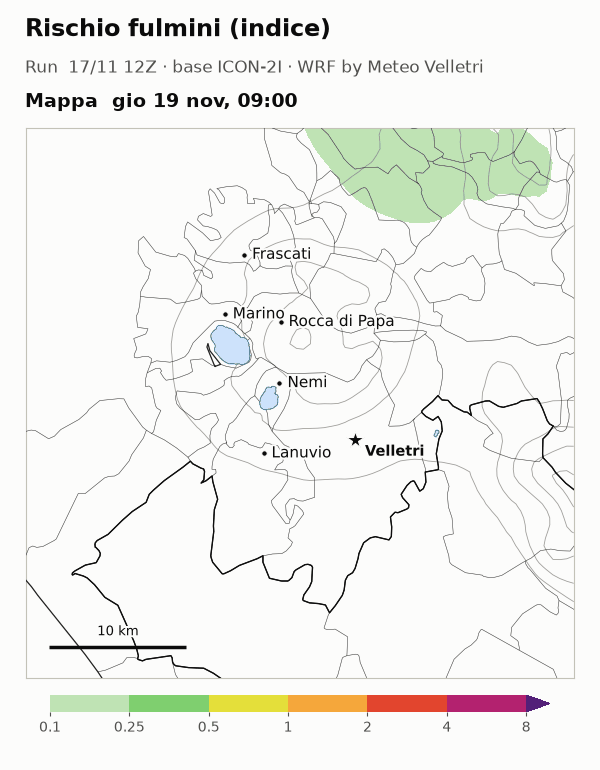 Rischio fulmini (indice)
Run  17/11 12Z · base ICON-2I · WRF by Meteo Velletri
Mappa  gio 19 nov, 09:00
Frascati
Marino
Rocca di Papa
Nemi
Velletri
Lanuvio
10 km
0.1 0.25 0.5 1 2 4 8